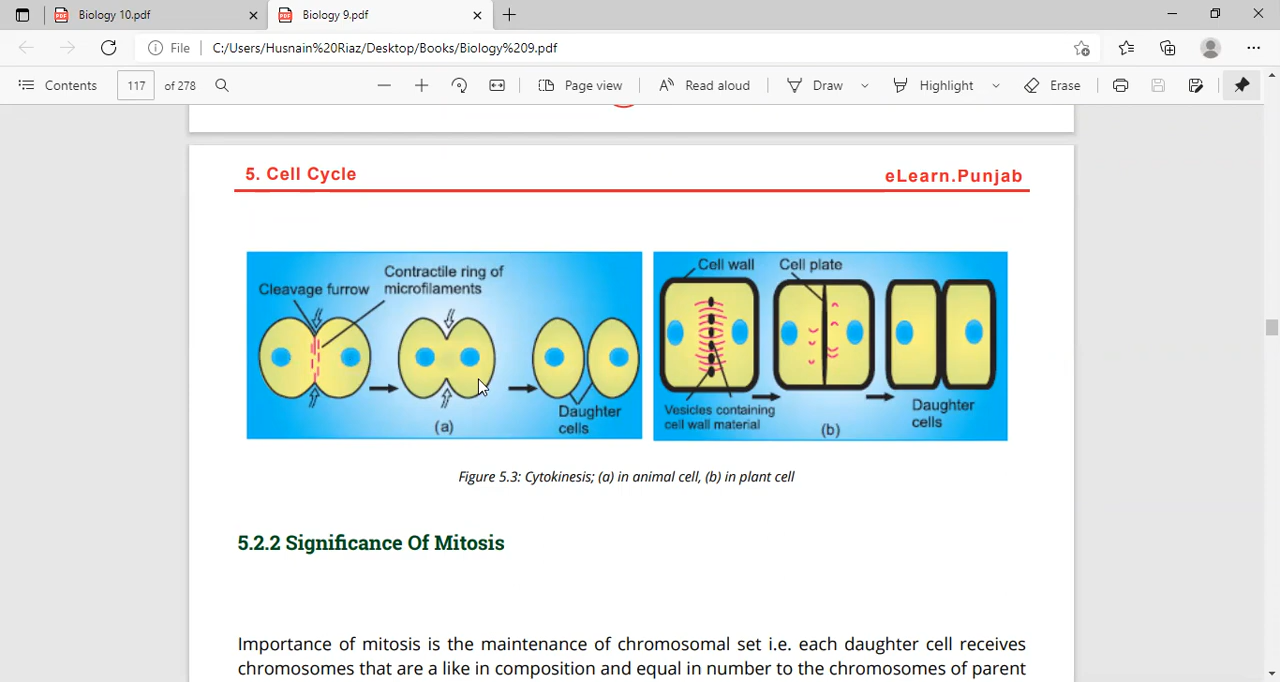 Biology 10.pdf
Biology 9.pdf
File
C:/Users/Husnain%20Riaz/Desktop/Books/Biology%209.pdf
Contents
117
of 278
Page view
Read aloud
Draw
Highlight
Erase
5. Cell Cycle
eLearn.Punjab
Cleavage furrow
Contractile ring of
microfilaments
Daughter
cells
(a)
Cell wall
Cell plate
Vesicles containing
cell wall material
(b)
Daughter
cells
Figure 5.3: Cytokinesis; (a) in animal cell, (b) in plant cell
5.2.2 Significance Of Mitosis
Importance of mitosis is the maintenance of chromosomal set i.e. each daughter cell receives
chromosomes that are a like in composition and equal in number to the chromosomes of parent